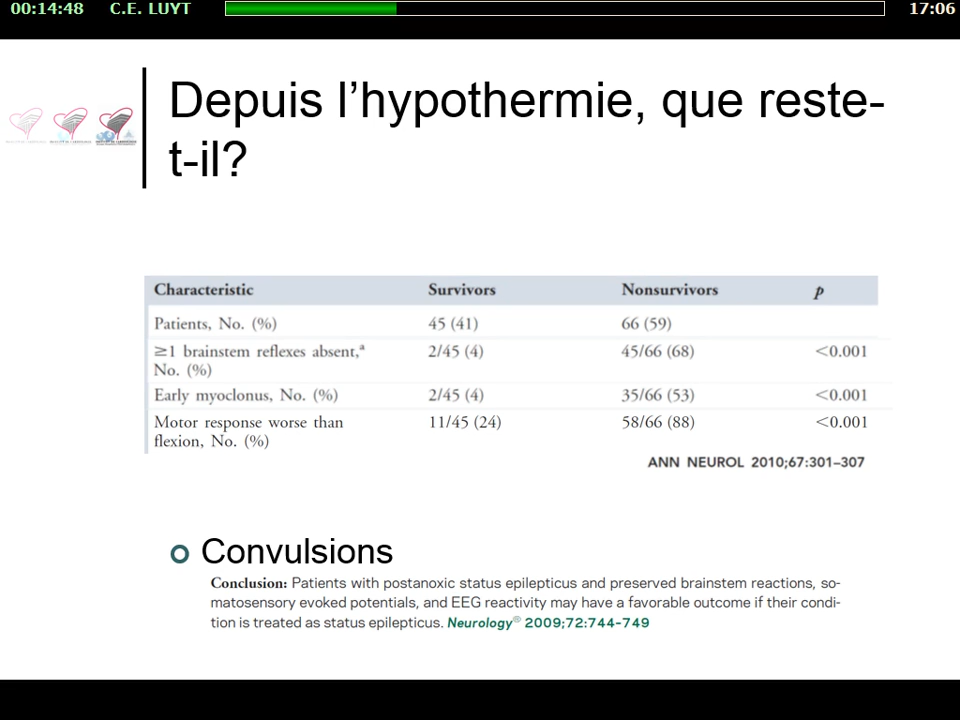 00:14:48 C.E. LUYT 17:06
Depuis l’hypothermie, que reste-
t-il?
Characteristic Survivors Nonsurvivors p
Patients, No. (%) 45 (41) 66 (59)
≥1 brainstem reflexes absent,ᵃ 2/45 (4) 45/66 (68) <0.001
No. (%)
Early myoclonus, No. (%) 2/45 (4) 35/66 (53) <0.001
Motor response worse than 11/45 (24) 58/66 (88) <0.001
flexion, No. (%)
ANN NEUROL 2010;67:301–307
Convulsions
Conclusion: Patients with postanoxic status epilepticus and preserved brainstem reactions, so-
matosensory evoked potentials, and EEG reactivity may have a favorable outcome if their condi-
tion is treated as status epilepticus. Neurology® 2009;72:744-749